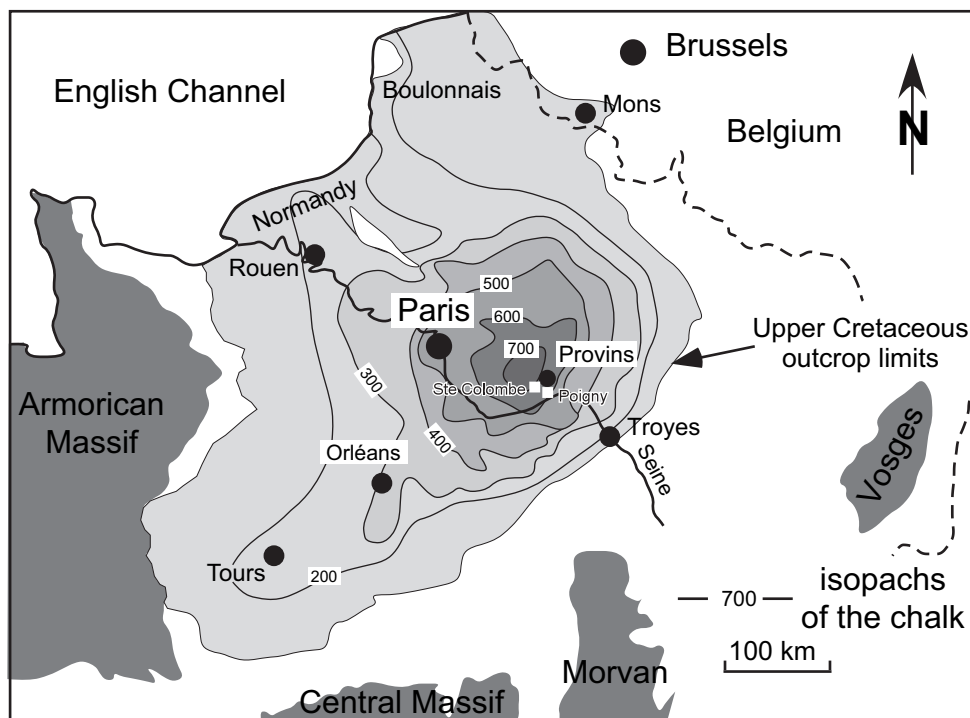 Brussels
English Channel
Boulonnais
Mons
Belgium
N
Normandy
Rouen
500
600
Paris
700
Provins
Upper Cretaceous
outcrop limits
Ste Colombe
Poigny
300
Armorican
Massif
400
Troyes
Orléans
Seine
Vosges
Tours
200
700
isopachs
of the chalk
100 km
Morvan
Central Massif